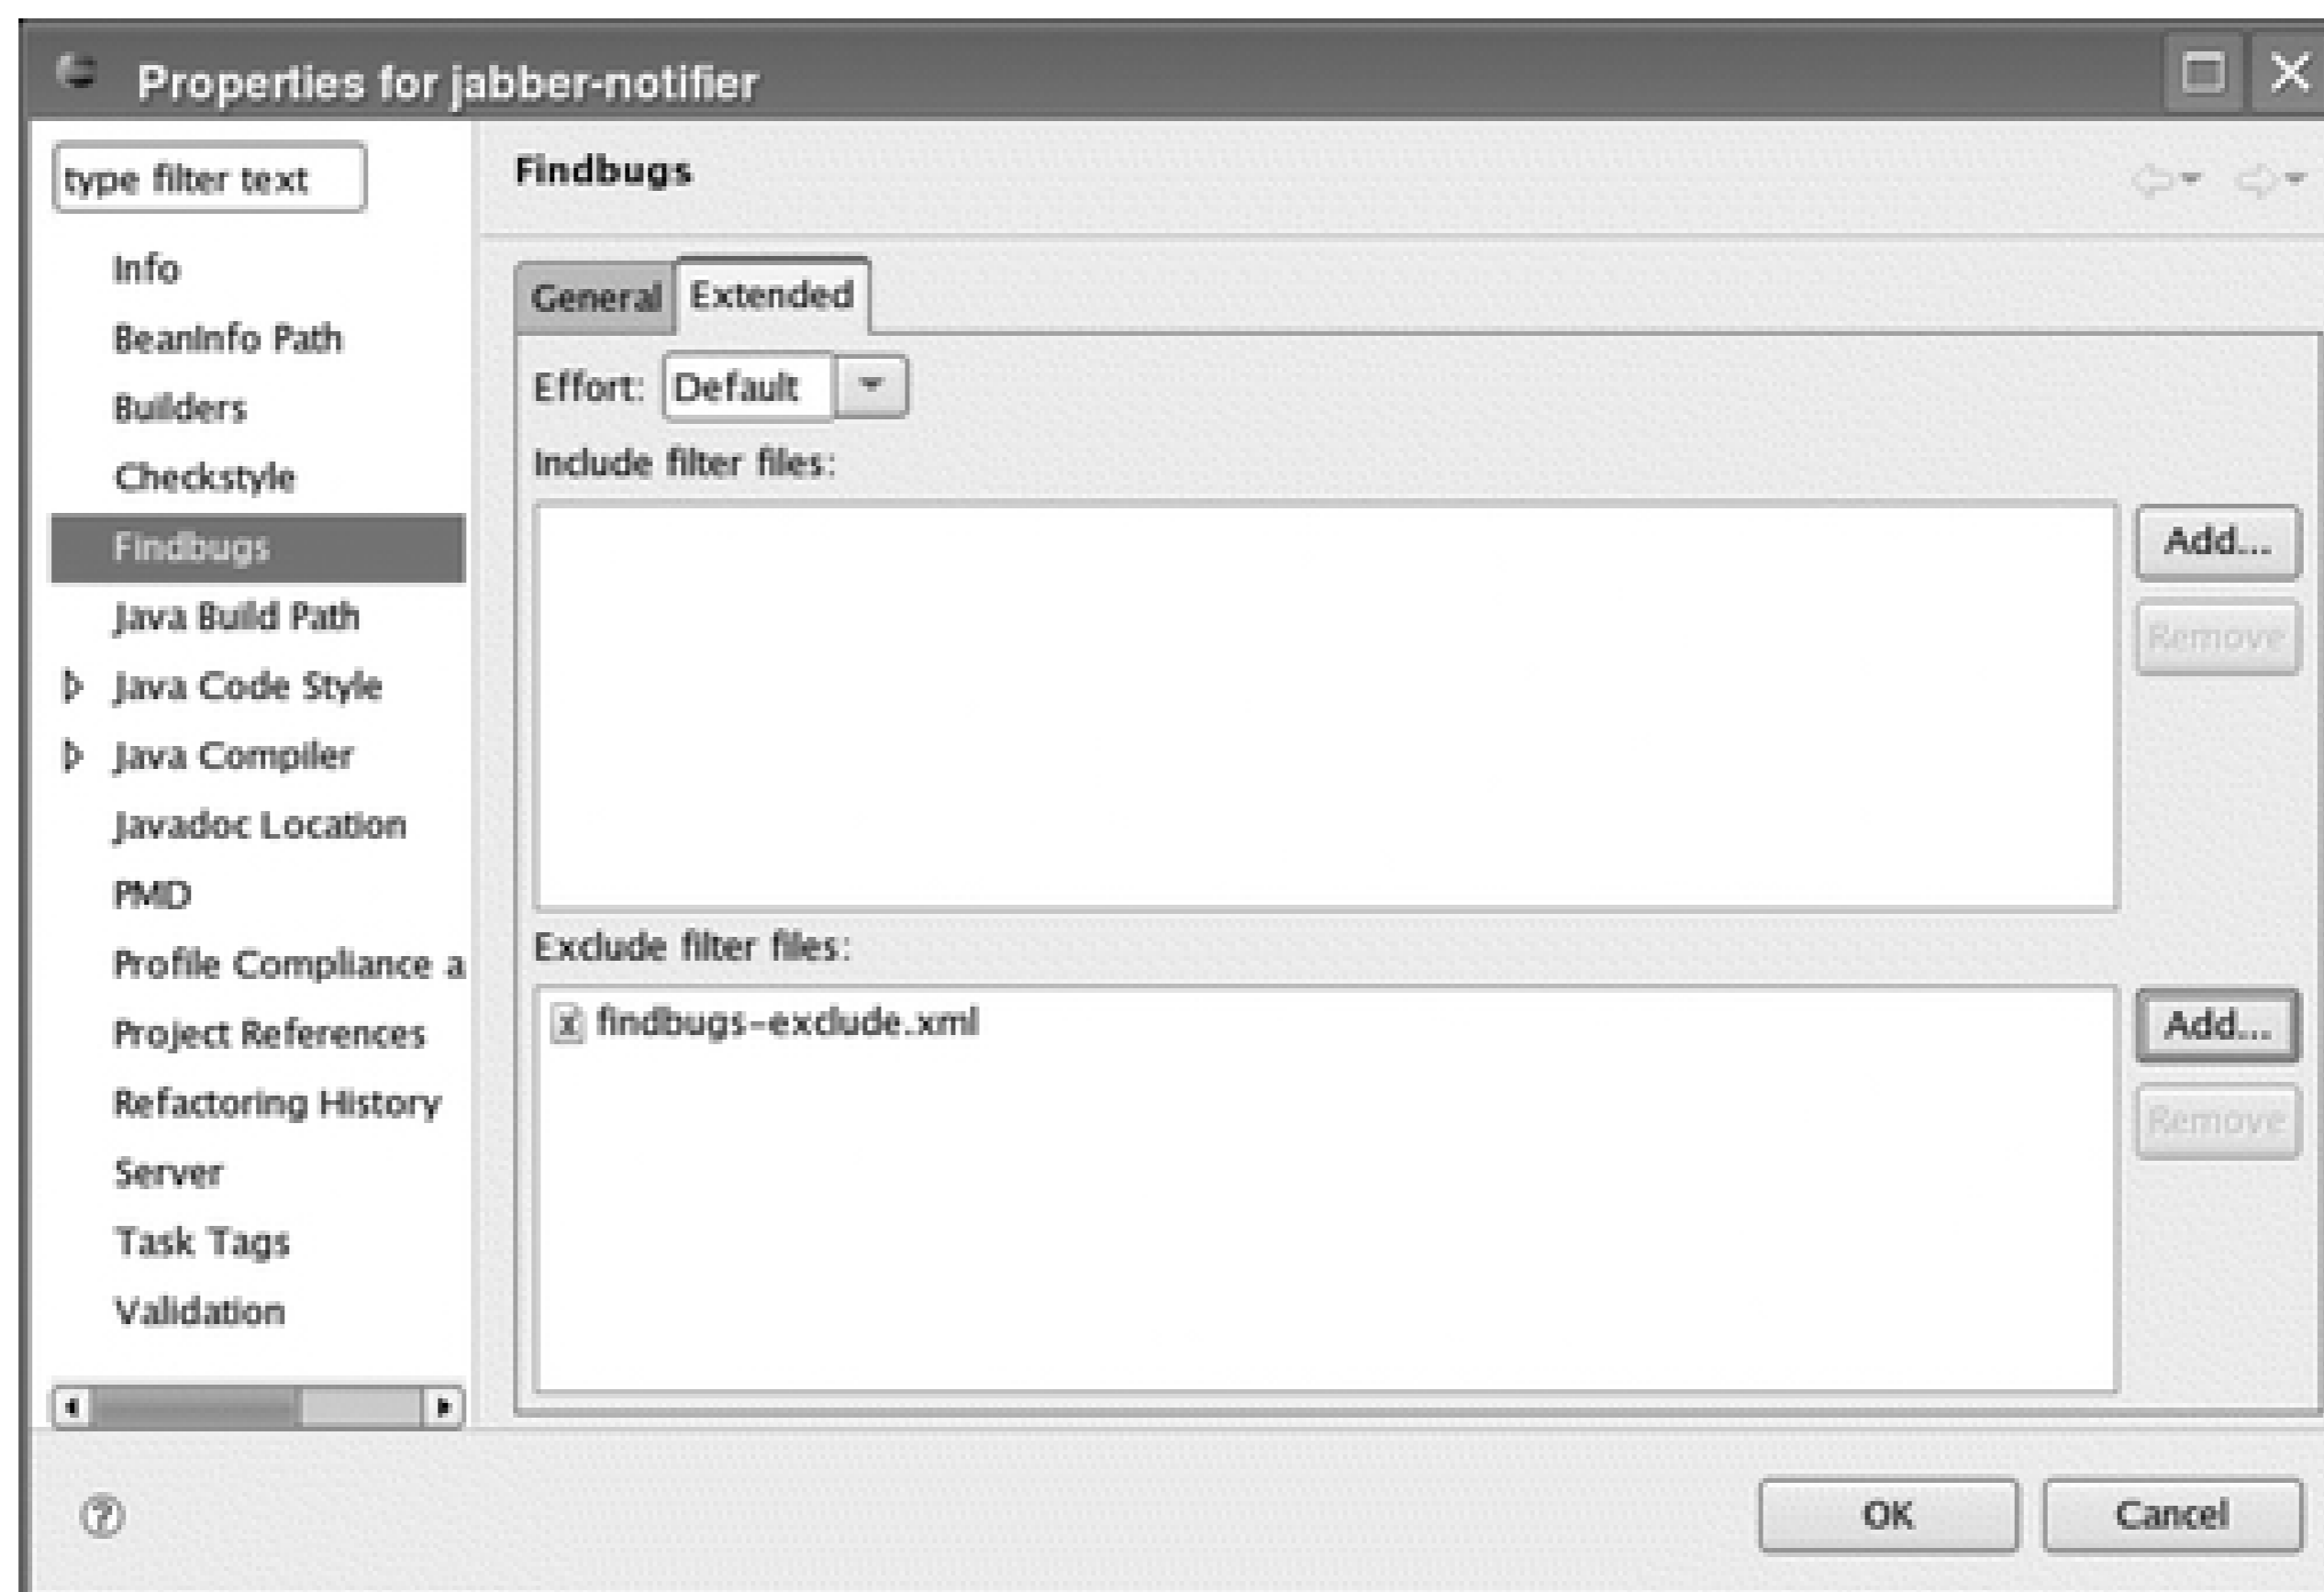 Properties for jabber-notifier
type filter text
Info
BeanInfo Path
Builders
Checkstyle
Findbugs
Java Build Path
Java Code Style
Java Compiler
Javadoc Location
PMD
Profile Compliance a
Project References
Refactoring History
Server
Task Tags
Validation
Findbugs
General Extended
Effort: Default
Include filter files:
Add...
Remove
Exclude filter files:
findbugs-exclude.xml
Add...
Remove
OK Cancel